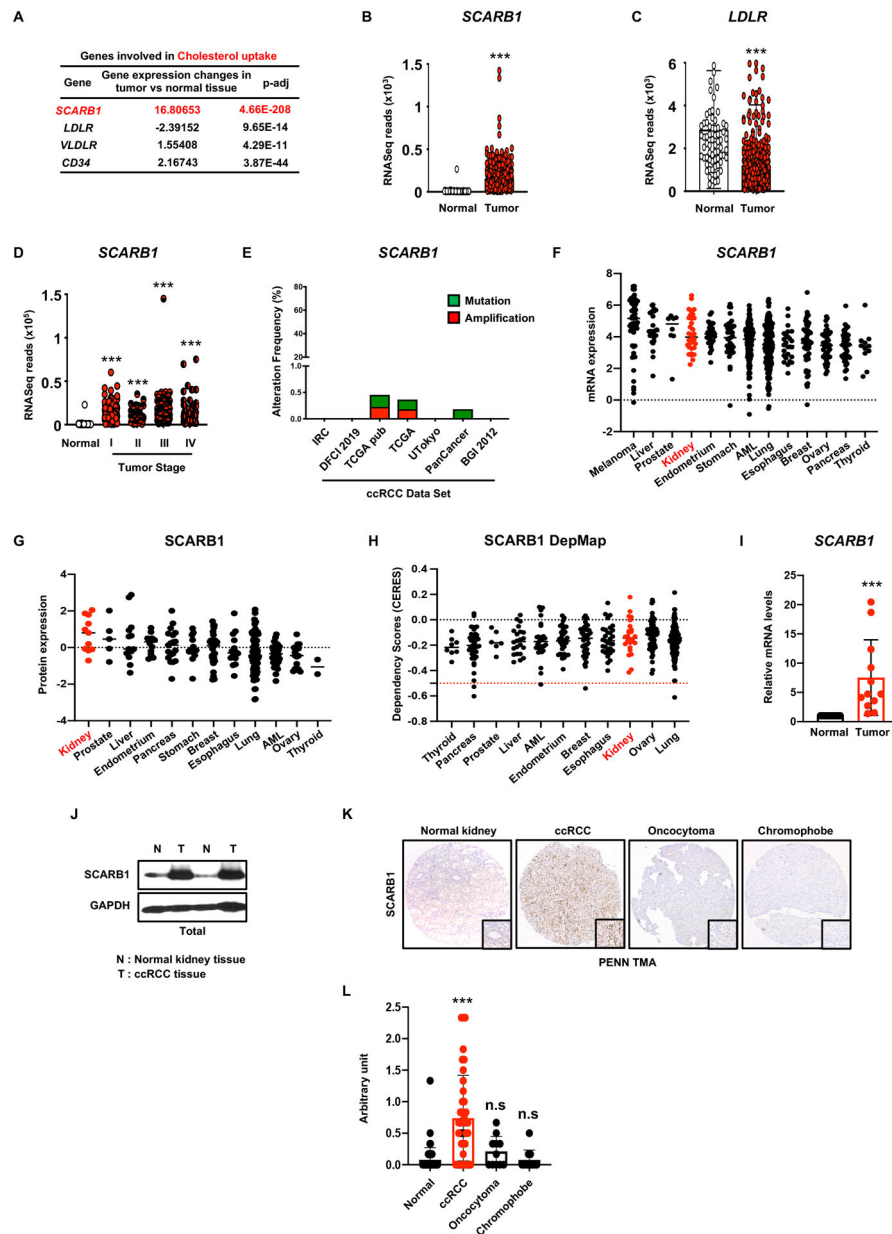 A
Genes involved in Cholesterol uptake
Gene
Gene expression changes in
tumor vs normal tissue
p-adj
SCARB1 16.80653 4.66E-208
LDLR -2.39152 9.65E-14
VLDLR 1.55408 4.29E-11
CD34 2.16743 3.87E-44
B
SCARB1
RNASeq reads (x10⁵)
1.5
1.0
0.5
0
***
Normal Tumor
C
LDLR
RNASeq reads (x10³)
6
4
2
0
***
Normal
Tumor
D
SCARB1
RNASeq reads (x10⁵)
1.5
1.0
0.5
0
*** *** *** ***
Normal I II III IV
Tumor Stage
E
SCARB1
Alteration Frequency (%)
80
60
40
20
1.0
0.5
0.0
Mutation
Amplification
IRC
DFCI 2019
TCGA pub
TCGA
UTokyo
PanCancer
BGI 2012
ccRCC Data Set
F
SCARB1
mRNA expression
8
6
4
2
0
-2
Melanoma
Liver
Prostate
Kidney
Endometrium
Stomach
AML
Lung
Esophagus
Breast
Ovary
Pancreas
Thyroid
G
SCARB1
Protein expression
4
2
0
-2
-4
Kidney
Prostate
Liver
Endometrium
Pancreas
Stomach
Breast
Esophagus
Lung
AML
Ovary
Thyroid
H
SCARB1 DepMap
Dependency Scores (CERES)
0.4
0.2
0.0
-0.2
-0.4
-0.6
-0.8
Thyroid
Pancreas
Prostate
Liver
AML
Endometrium
Breast
Esophagus
Kidney
Ovary
Lung
I
SCARB1
Relative mRNA levels
25
20
15
10
5
0
***
Normal Tumor
J
N T N T
SCARB1
GAPDH
Total
N : Normal kidney tissue
T : ccRCC tissue
K
Normal kidney ccRCC Oncocytoma Chromophobe
SCARB1
PENN TMA
L
Arbitrary unit
2.5
2.0
1.5
1.0
0.5
0.0
***
n.s
n.s
Normal
ccRCC
Oncocytoma
Chromophobe